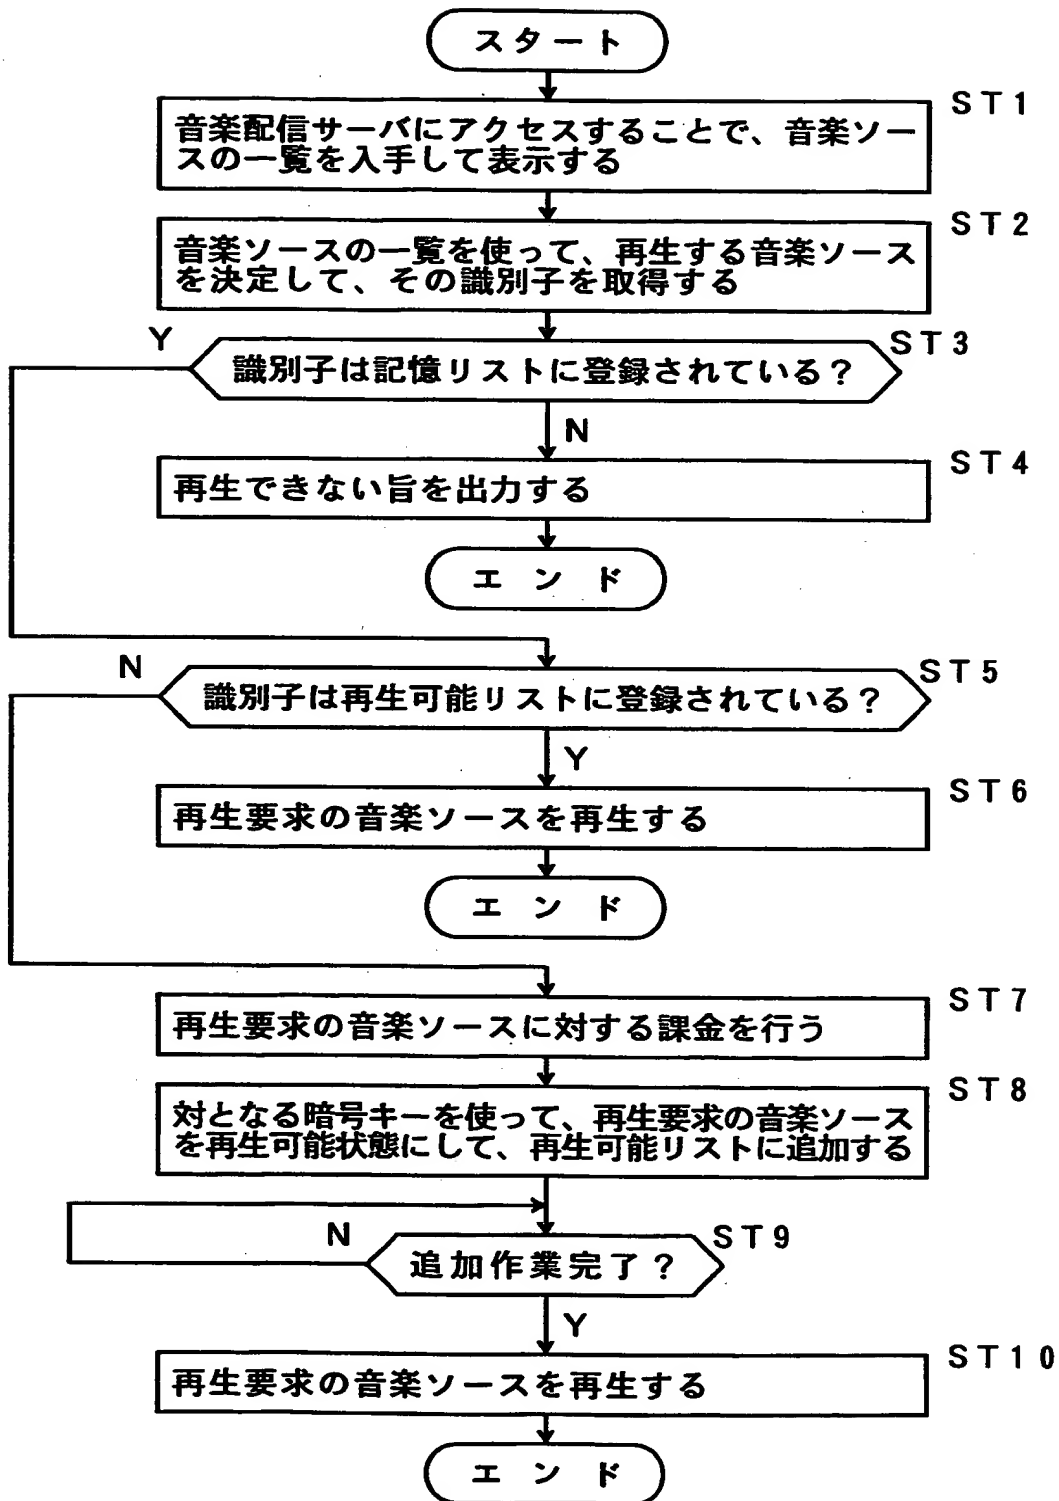 スタート
ST1
音楽配信サーバにアクセスすることで、音楽ソー
スの一覧を入手して表示する
ST2
音楽ソースの一覧を使って、再生する音楽ソース
を決定して、その識別子を取得する
Y
ST3
識別子は記憶リストに登録されている？
N
ST4
再生できない旨を出力する
エンド
N
ST5
識別子は再生可能リストに登録されている？
Y
ST6
再生要求の音楽ソースを再生する
エンド
ST7
再生要求の音楽ソースに対する課金を行う
ST8
対となる暗号キーを使って、再生要求の音楽ソース
を再生可能状態にして、再生可能リストに追加する
N
ST9
追加作業完了？
Y
ST10
再生要求の音楽ソースを再生する
エンド